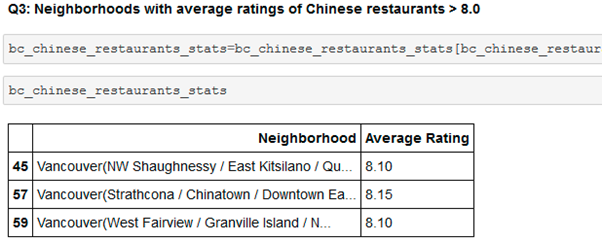 Q3: Neighborhoods with average ratings of Chinese restaurants > 8.0
bc_chinese_restaurants_stats=bc_chinese_restaurants_stats[bc_chinese_restaur
bc_chinese_restaurants_stats
Neighborhood Average Rating
45 Vancouver(NW Shaughnessy / East Kitsilano / Qu... 8.10
57 Vancouver(Strathcona / Chinatown / Downtown Ea... 8.15
59 Vancouver(West Fairview / Granville Island / N... 8.10